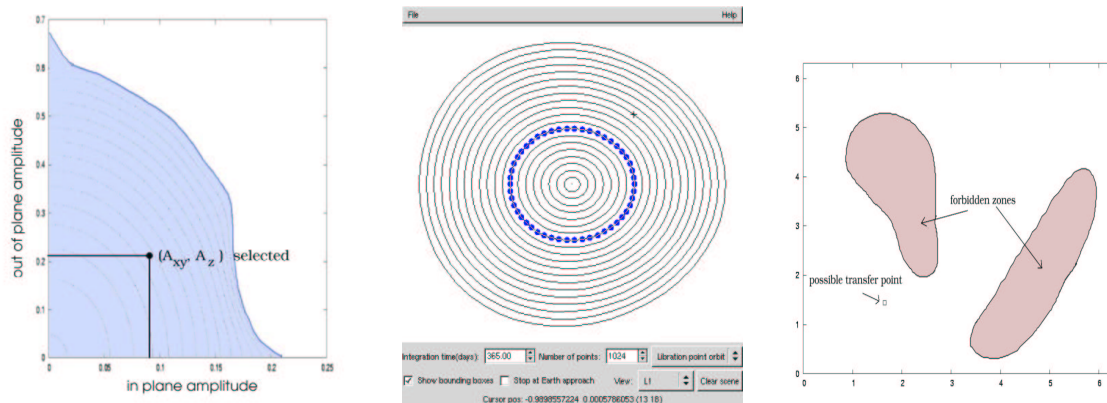 0.7
0.6
0.5
0.4
0.3
0.2
0.1
0
out of plane amplitude
(A_xy, A_z) selected
0 0.05 0.1 0.15 0.2 0.25
in plane amplitude
File Help
Integration time(days): 365.00 Number of points: 1024 Libration point orbit
Show bounding boxes Stop at Earth approach View: L1 Clear scene
Cursor pos: -0.9898557224 0.0005786053 (13 18)
6
5
4
3
2
1
0
forbidden zones
possible transfer point
0 1 2 3 4 5 6